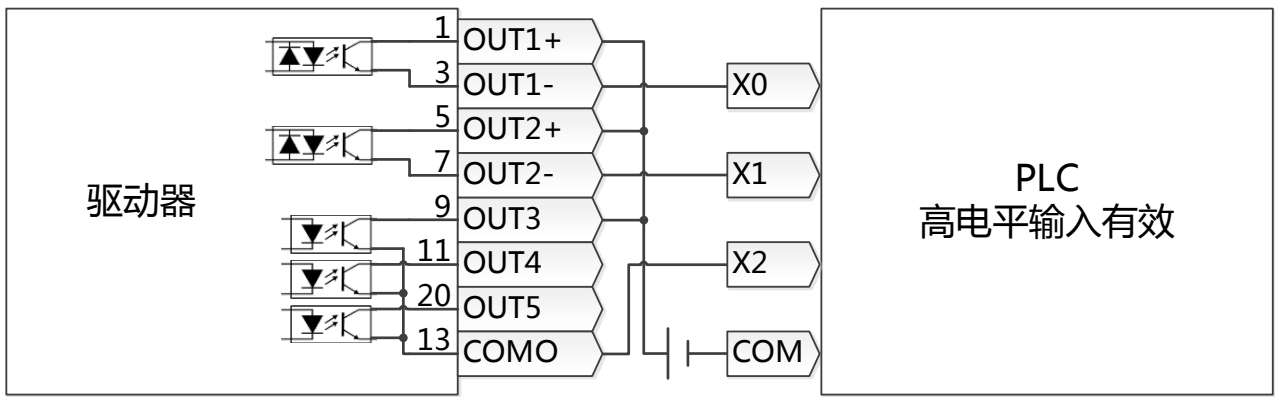 驱动器
1
OUT1+
3
OUT1-
5
OUT2+
7
OUT2-
9
OUT3
11
OUT4
20
OUT5
13
COMO
X0
X1
X2
COM
PLC
高电平输入有效